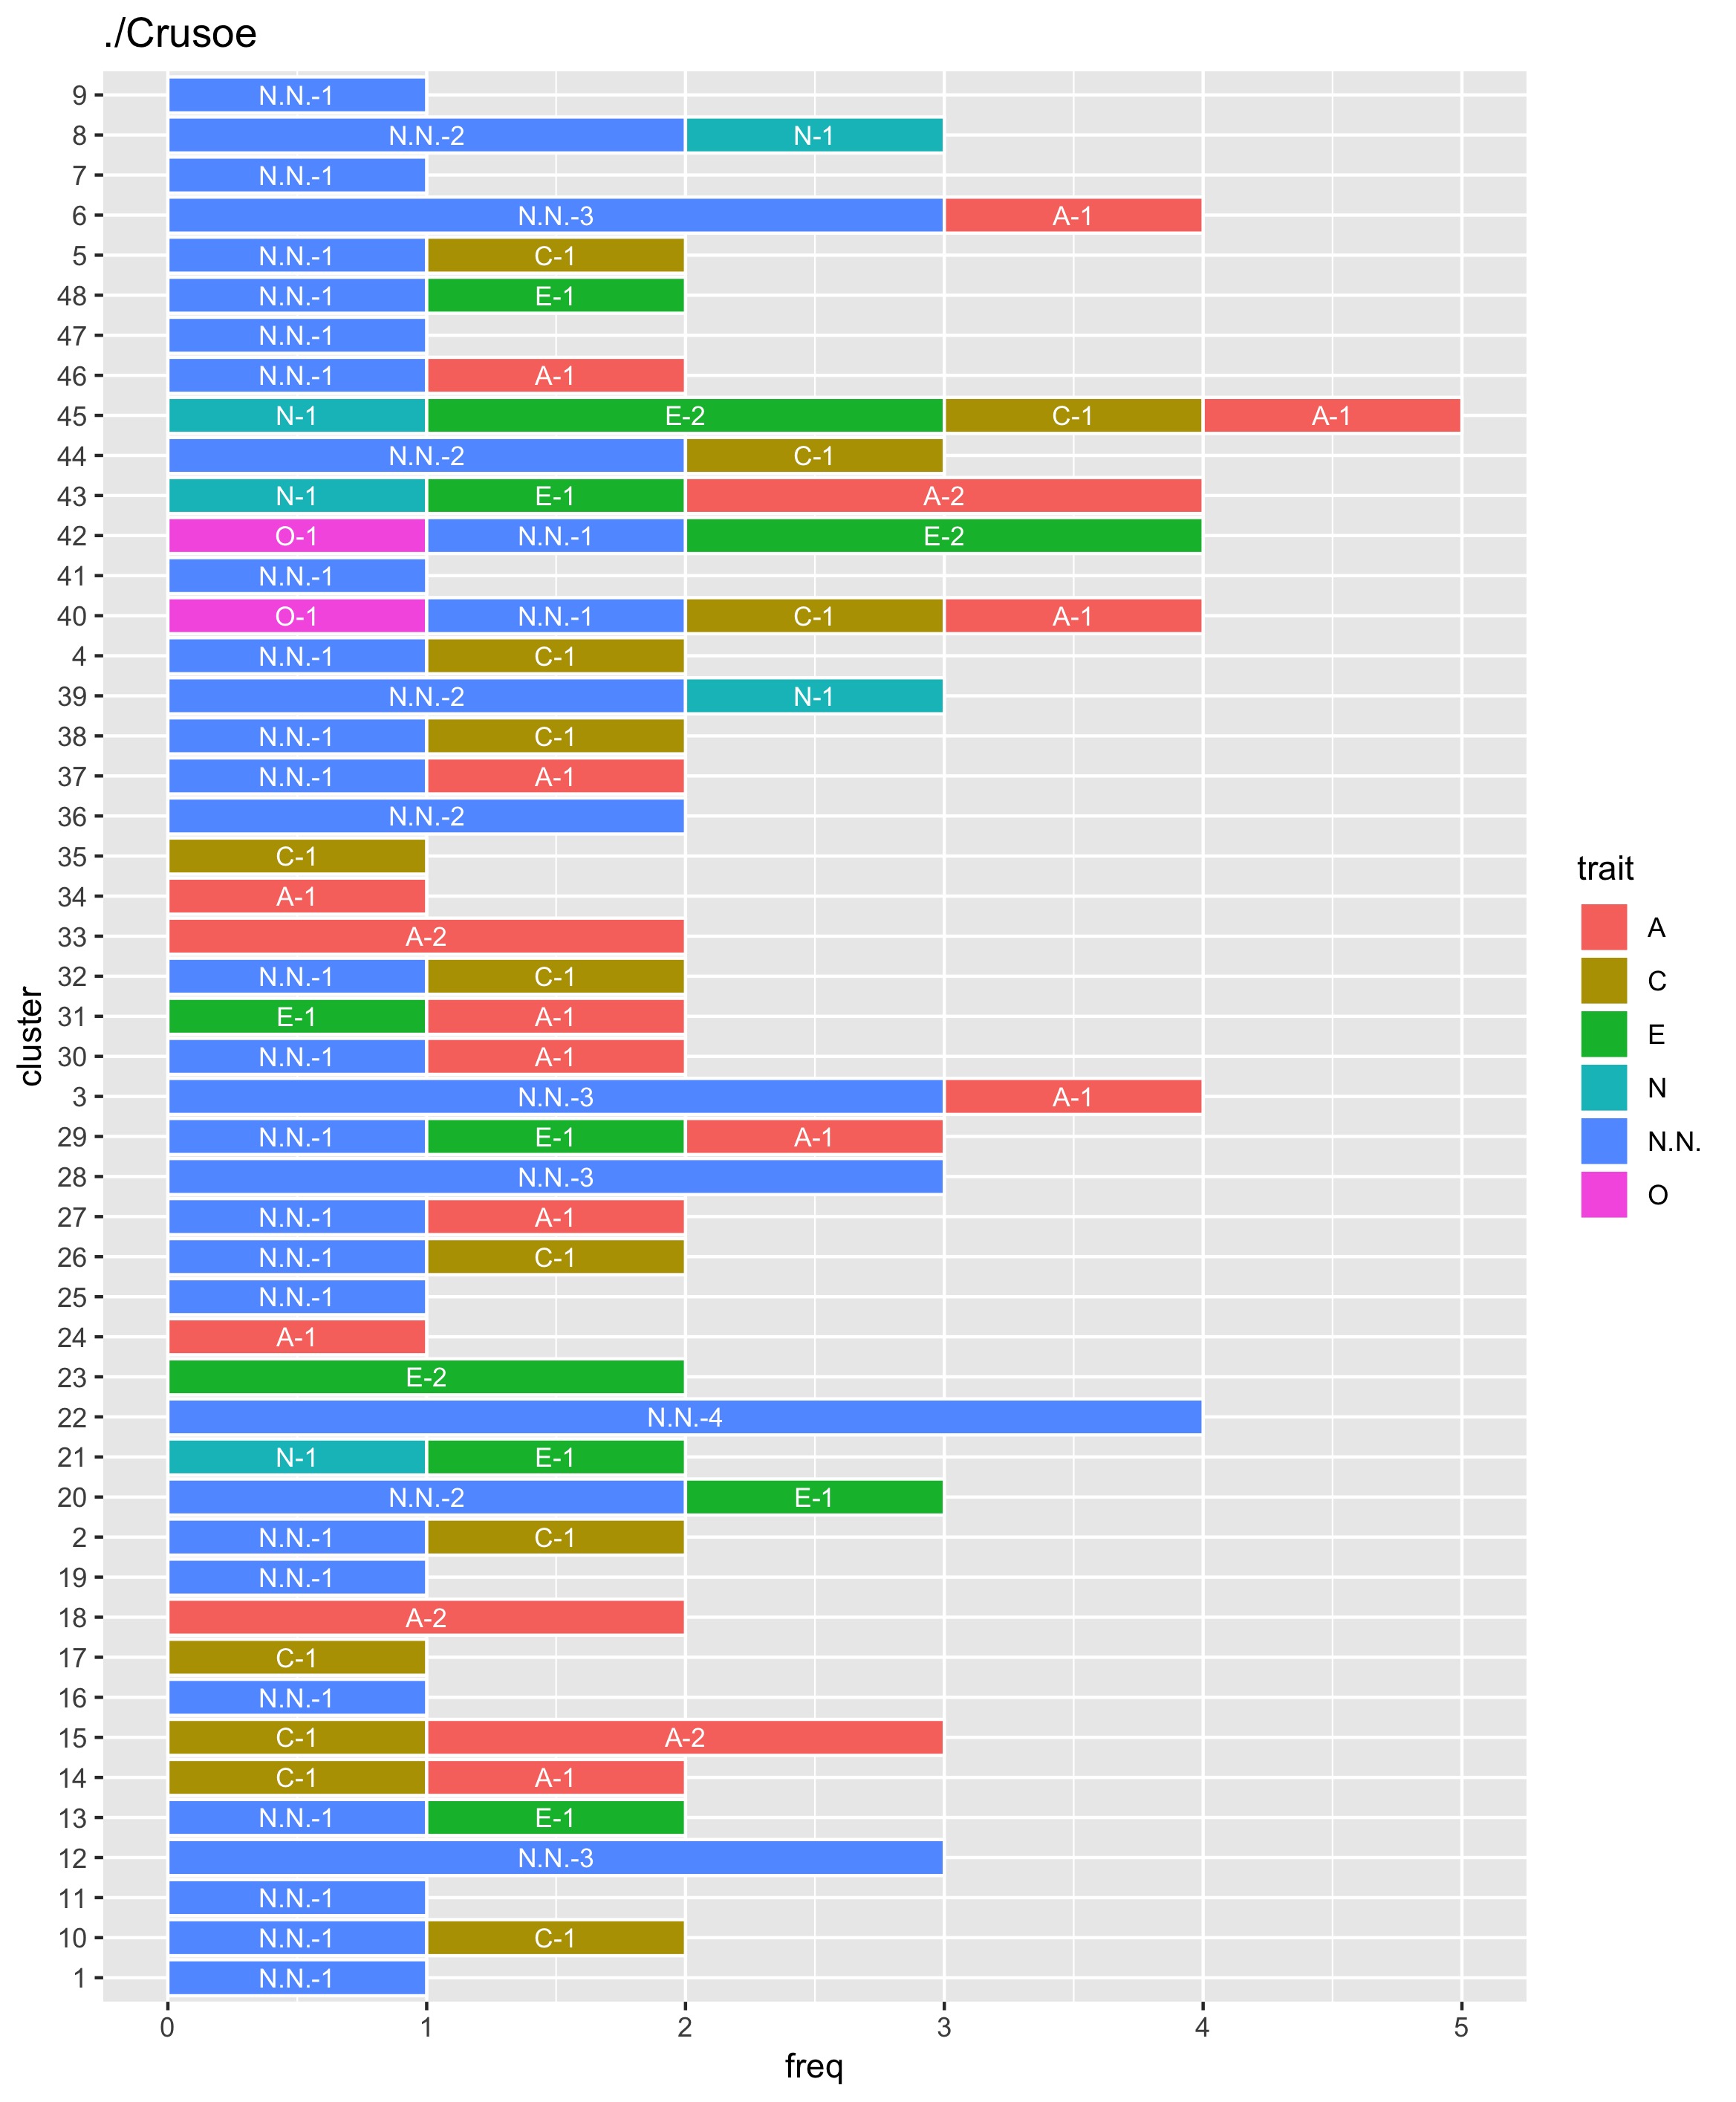 ./Crusoe
9 N.N.-1
8 N.N.-2 N-1
7 N.N.-1
6 N.N.-3 A-1
5 N.N.-1 C-1
48 N.N.-1 E-1
47 N.N.-1
46 N.N.-1 A-1
45 N-1 E-2 C-1 A-1
44 N.N.-2 C-1
43 N-1 E-1 A-2
42 O-1 N.N.-1 E-2
41 N.N.-1
40 O-1 N.N.-1 C-1 A-1
4 N.N.-1 C-1
39 N.N.-2 N-1
38 N.N.-1 C-1
37 N.N.-1 A-1
36 N.N.-2
35 C-1
34 A-1
33 A-2
32 N.N.-1 C-1
31 E-1 A-1
30 N.N.-1 A-1
3 N.N.-3 A-1
29 N.N.-1 E-1 A-1
28 N.N.-3
27 N.N.-1 A-1
26 N.N.-1 C-1
25 N.N.-1
24 A-1
23 E-2
22 N.N.-4
21 N-1 E-1
20 N.N.-2 E-1
2 N.N.-1 C-1
19 N.N.-1
18 A-2
17 C-1
16 N.N.-1
15 C-1 A-2
14 C-1 A-1
13 N.N.-1 E-1
12 N.N.-3
11 N.N.-1
10 N.N.-1 C-1
1 N.N.-1
0 1 2 3 4 5
freq
cluster
trait
A
C
E
N
N.N.
O